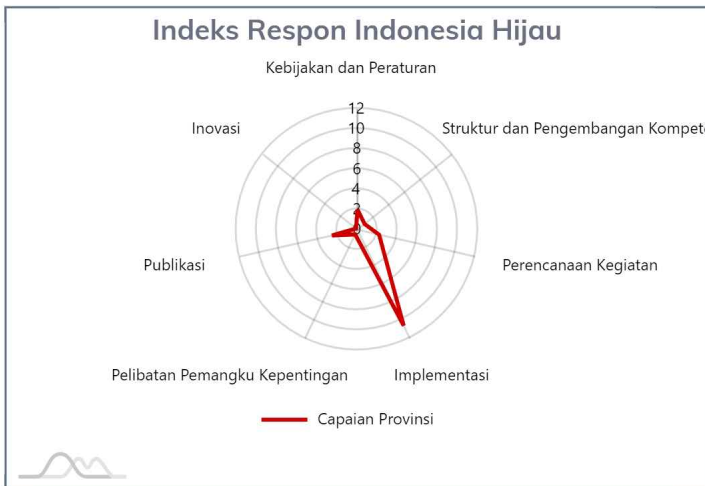 Indeks Respon Indonesia Hijau
Kebijakan dan Peraturan
Inovasi
Struktur dan Pengembangan Kompete
12
10
8
6
4
2
0
Publikasi
Perencanaan Kegiatan
Pelibatan Pemangku Kepentingan
Implementasi
Capaian Provinsi